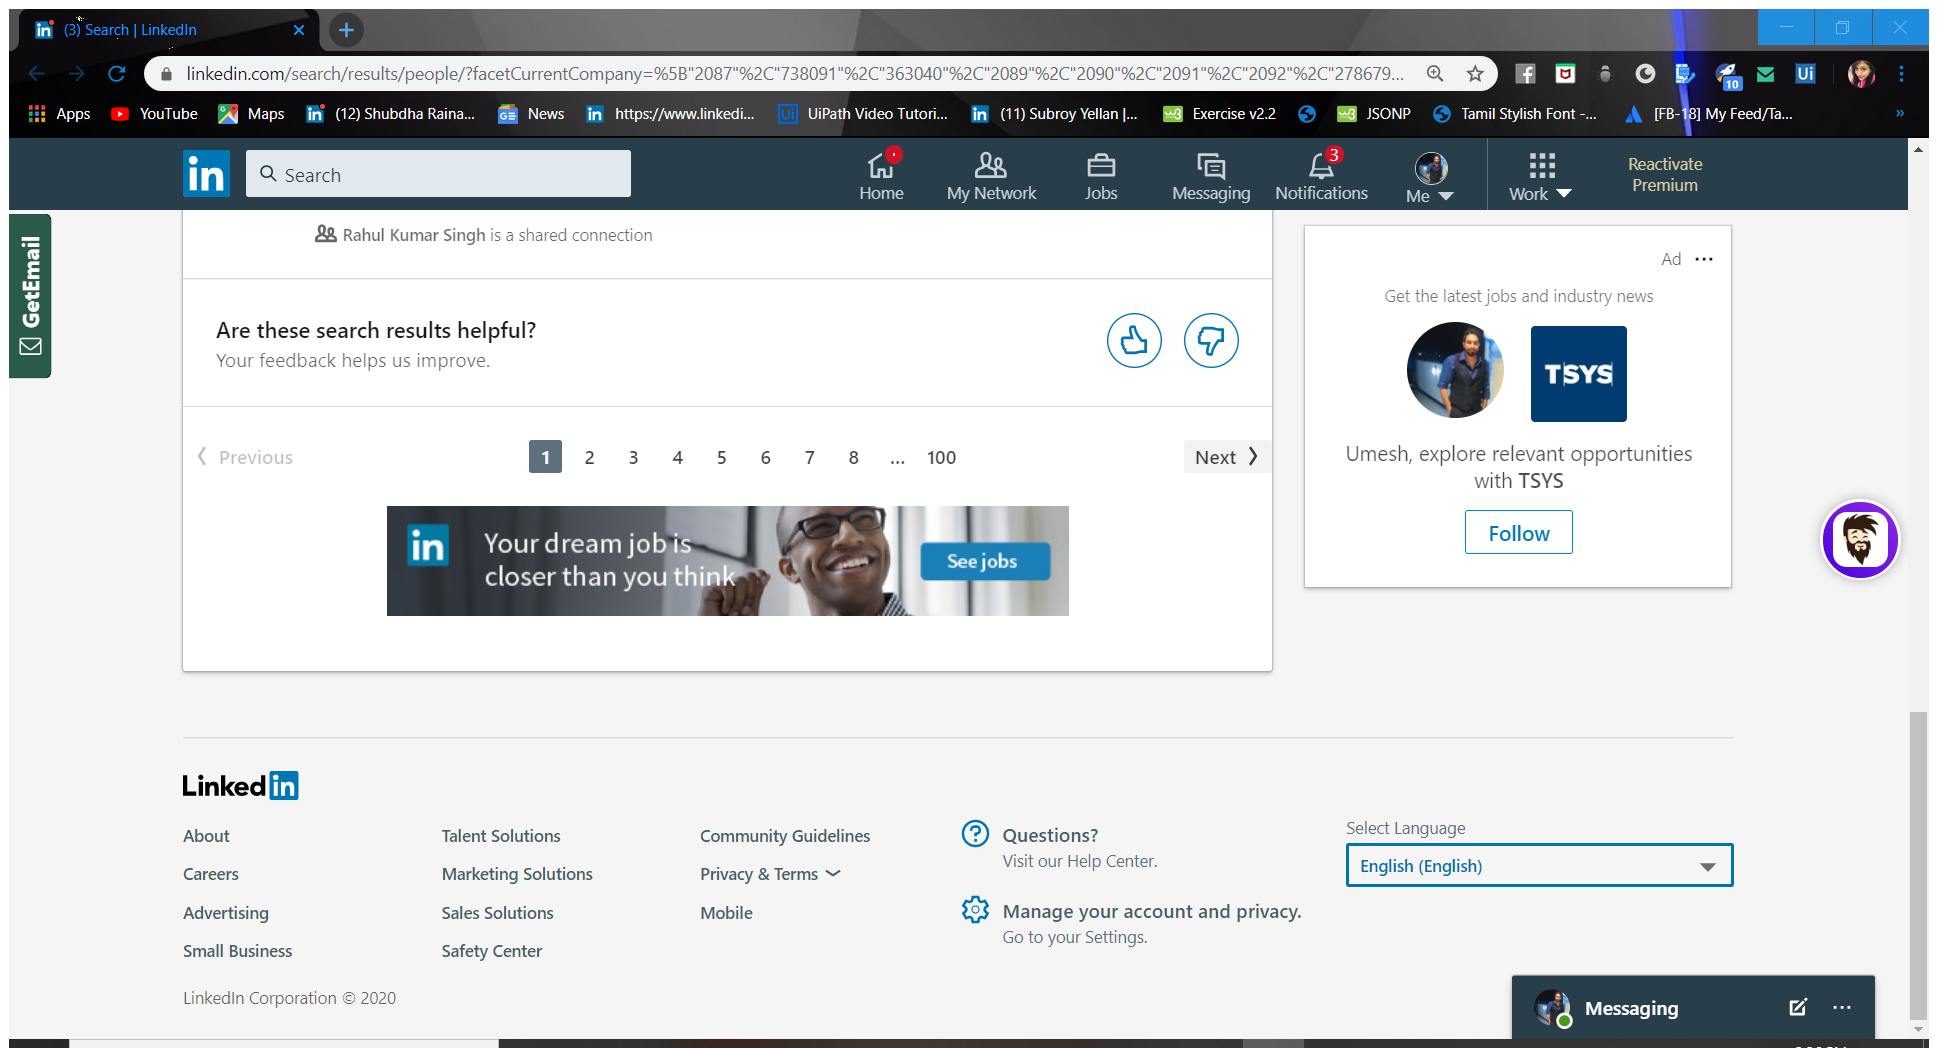 (3) Search | LinkedIn
linkedin.com/search/results/people/?facetCurrentCompany=%5B"2087"%2C"738091"%2C"363040"%2C"2089"%2C"2090"%2C"2091"%2C"2092"%2C"278679...
10
Ui
Apps
YouTube
Maps
(12) Shubdha Raina...
News
https://www.linkedi...
UiPath Video Tutori...
(11) Subroy Yellan |...
Exercise v2.2
JSONP
Tamil Stylish Font -...
[FB-18] My Feed/Ta...
»
in
Search
Home
My Network
Jobs
Messaging
3
Notifications
Me
Work
Reactivate
Premium
GetEmail
Rahul Kumar Singh is a shared connection
Are these search results helpful?
Your feedback helps us improve.
Previous
1 2 3 4 5 6 7 8 ... 100
Next
in
Your dream job is
closer than you think
See jobs
Ad
Get the latest jobs and industry news
TSYS
Umesh, explore relevant opportunities
with TSYS
Follow
LinkedIn
About
Careers
Advertising
Small Business
Talent Solutions
Marketing Solutions
Sales Solutions
Safety Center
Community Guidelines
Privacy & Terms
Mobile
Questions?
Visit our Help Center.
Manage your account and privacy.
Go to your Settings.
Select Language
English (English)
LinkedIn Corporation © 2020
Messaging